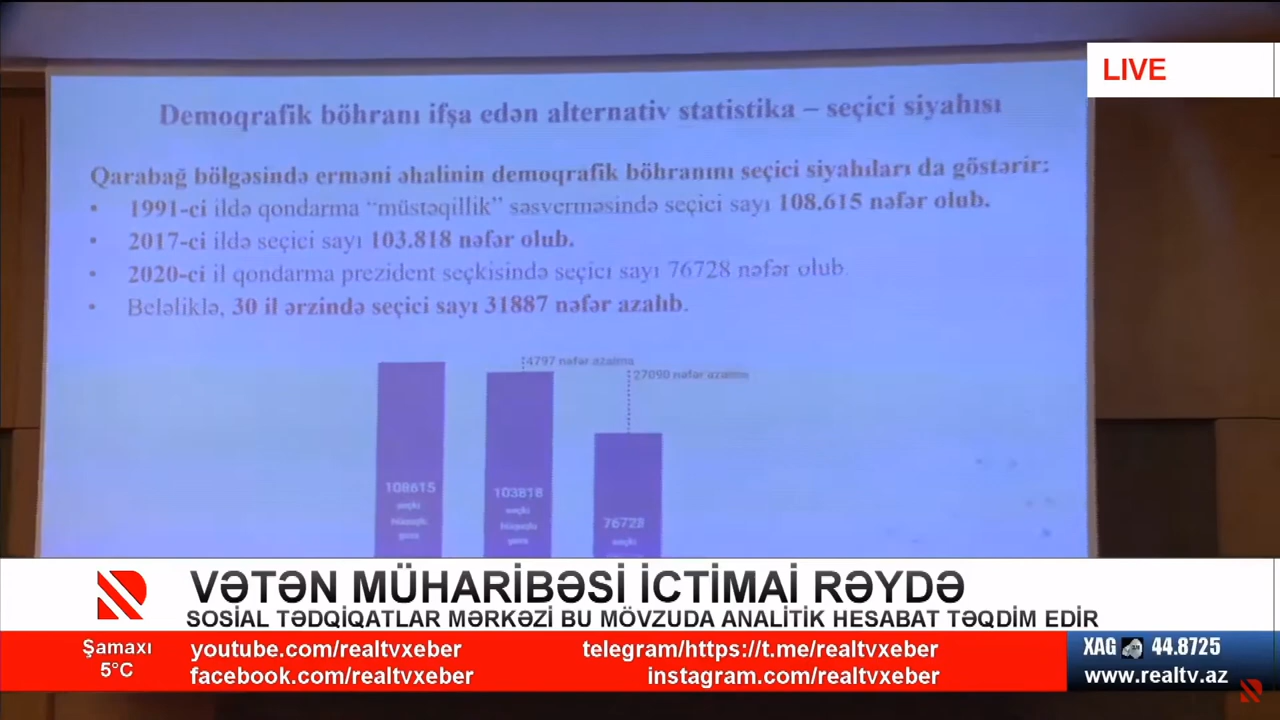 LIVE
Demoqrafik böhranı ifşa edən alternativ statistika – seçici siyahısı
Qarabağ bölgəsində erməni əhalinin demoqrafik böhranını seçici siyahıları da göstərir:
• 1991-ci ildə qondarma “müstəqillik” səsverməsində seçici sayı 108.615 nəfər olub.
• 2017-ci ildə seçici sayı 103.818 nəfər olub.
• 2020-ci il qondarma prezident seçkisində seçici sayı 76728 nəfər olub.
• Beləliklə, 30 il ərzində seçici sayı 31887 nəfər azalıb.
4797 nəfər azalma
27090 nəfər azalma
108615
103818
76728
seçki
seçki
seçki
VƏTƏN MÜHARİBƏSİ İCTİMAİ RƏYDƏ
SOSİAL TƏDQİQATLAR MƏRKƏZİ BU MÖVZUDA ANALİTİK HESABAT TƏQDİM EDİR
Şamaxı
5°C
youtube.com/realtvxeber
telegram/https://t.me/realtvxeber
facebook.com/realtvxeber
instagram.com/realtvxeber
XAG 44.8725
www.realtv.az